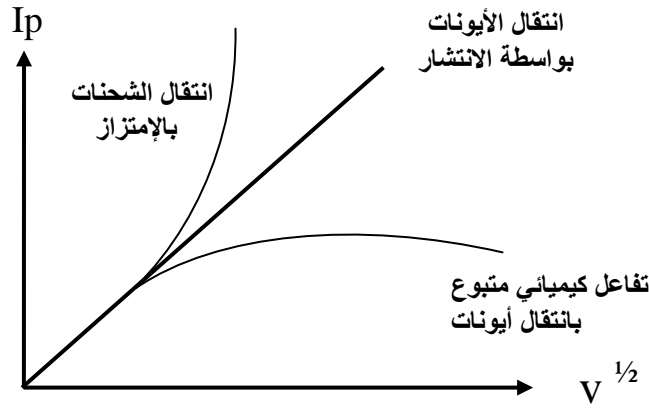 Ip
انتقال الأيونات
بواسطة الانتشار
انتقال الشحنات
بالإمتزاز
تفاعل كيميائي متبوع
بانتقال أيونات
V ½